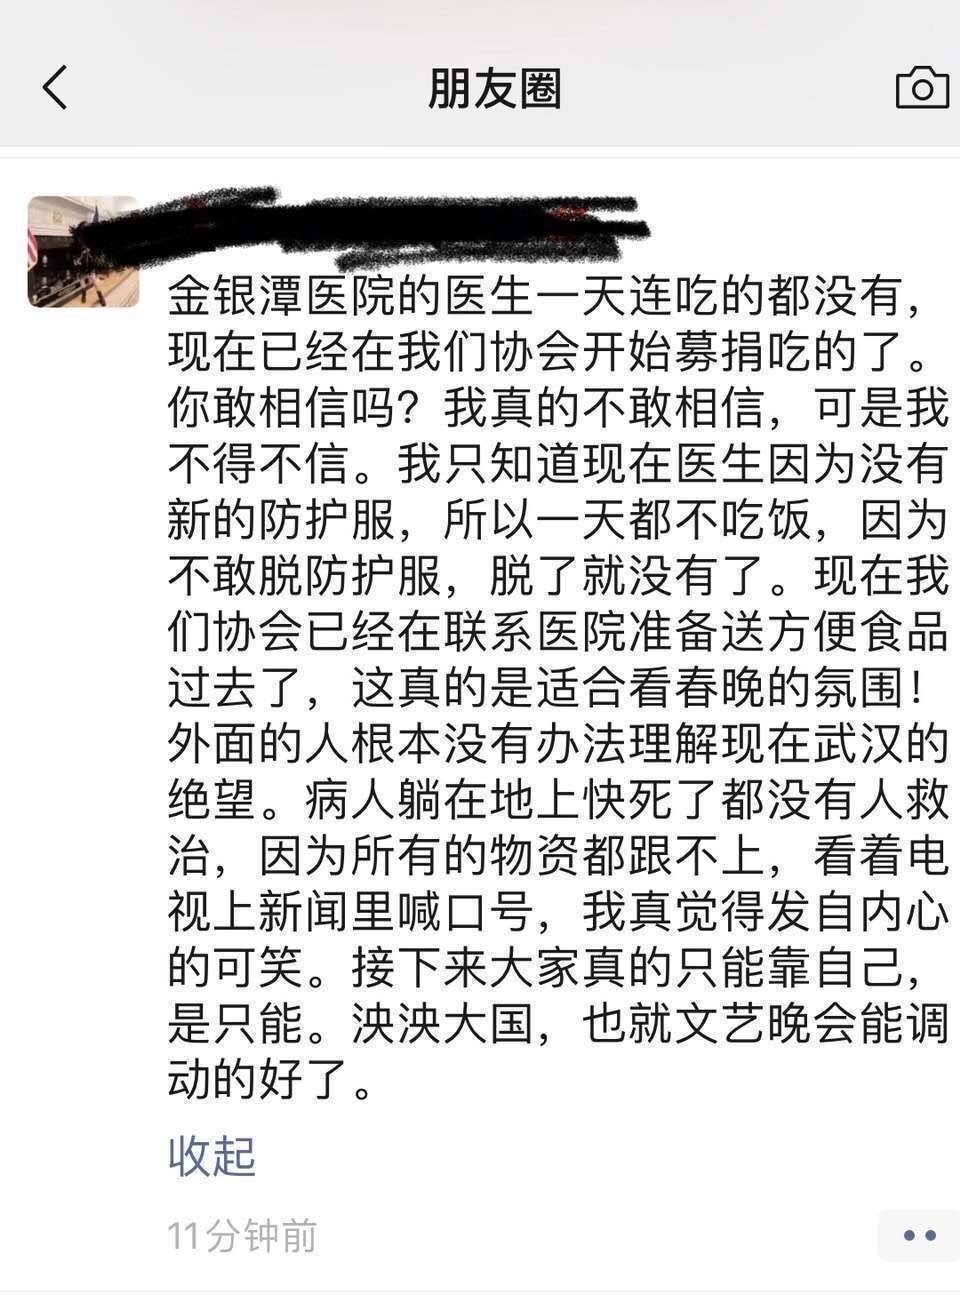 朋友圈
金银潭医院的医生一天连吃的都没有，
现在已经在我们协会开始募捐吃的了。
你敢相信吗？我真的不敢相信，可是我
不得不信。我只知道现在医生因为没有
新的防护服，所以一天都不吃饭，因为
不敢脱防护服，脱了就没有了。现在我
们协会已经在联系医院准备送方便食品
过去了，这真的是适合看春晚的氛围！
外面的人根本没有办法理解现在武汉的
绝望。病人躺在地上快死了都没有人救
治，因为所有的物资都跟不上，看着电
视上新闻里喊口号，我真觉得发自内心
的可笑。接下来大家真的只能靠自己，
是只能。泱泱大国，也就文艺晚会能调
动的好了。
收起
11分钟前